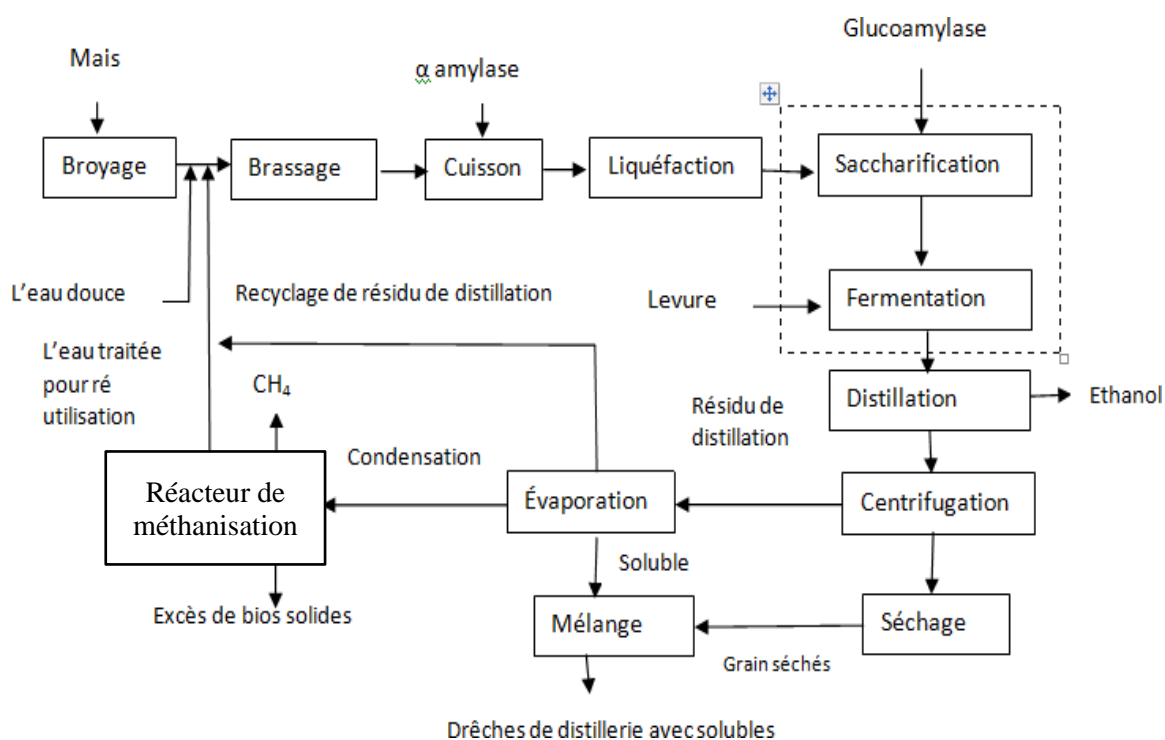 Glucoamylase
Mais
α amylase
Broyage
Brassage
Cuisson
Liquéfaction
Saccharification
L'eau douce
Recyclage de résidu de distillation
Levure
Fermentation
L'eau traitée
pour ré
utilisation
CH₄
Résidu de
distillation
Distillation
Ethanol
Condensation
Réacteur de
méthanisation
Évaporation
Centrifugation
Soluble
Excès de bios solides
Mélange
Séchage
Grain séchés
Drêches de distillerie avec solubles